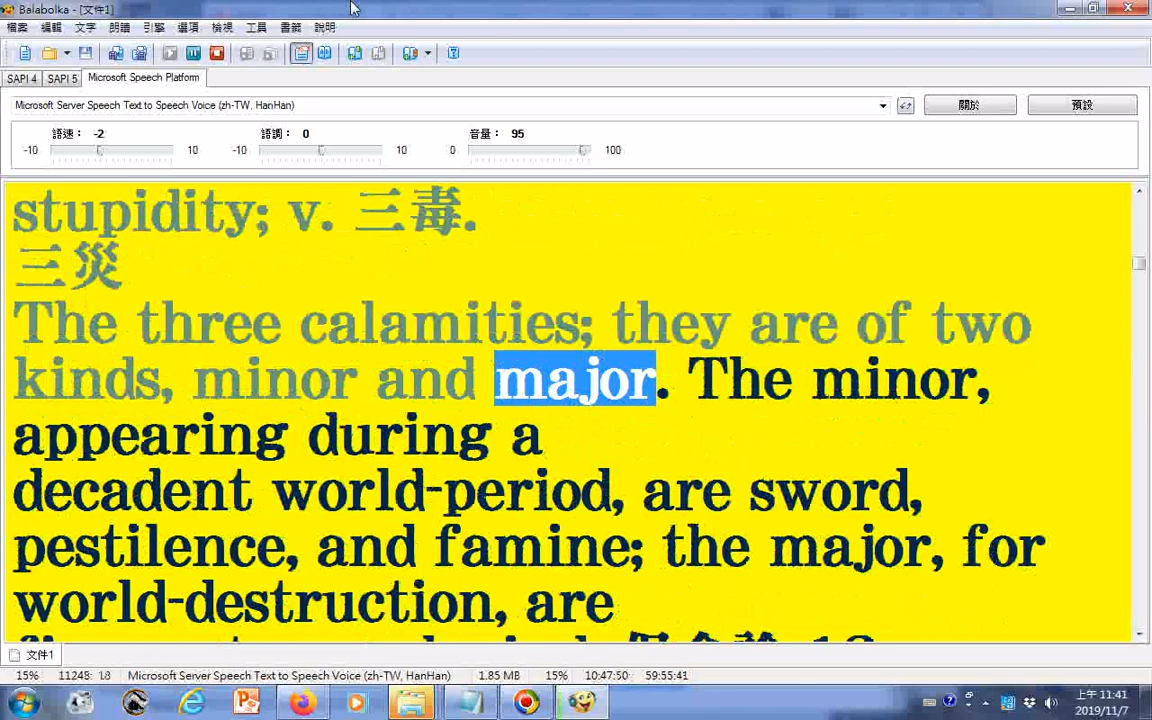 Balabolka - [文件1]
檔案 編輯 文字 朗讀 引擎 選項 檢視 工具 書籤 說明
SAPI 4 SAPI 5 Microsoft Speech Platform
Microsoft Server Speech Text to Speech Voice (zh-TW, HanHan) 關於 預設
語速： -2 語調： 0 音量： 95
-10 10 -10 10 0 100
stupidity; v. 三毒.
三災
The three calamities; they are of two
kinds, minor and major. The minor,
appearing during a
decadent world-period, are sword,
pestilence, and famine; the major, for
world-destruction, are
文件1
15% 11248: 18 Microsoft Server Speech Text to Speech Voice (zh-TW, HanHan) 1.85 MB 15% 10:47:50 59:55:41
上午 11:41
2019/11/7